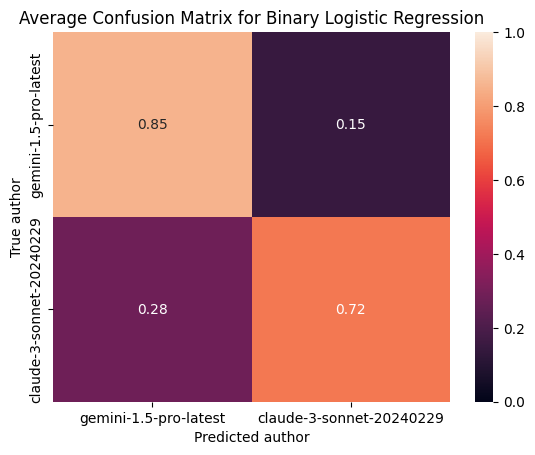 Average Confusion Matrix for Binary Logistic Regression
True author
gemini-1.5-pro-latest
claude-3-sonnet-20240229
0.85
0.15
0.28
0.72
gemini-1.5-pro-latest
claude-3-sonnet-20240229
Predicted author
1.0
0.8
0.6
0.4
0.2
0.0